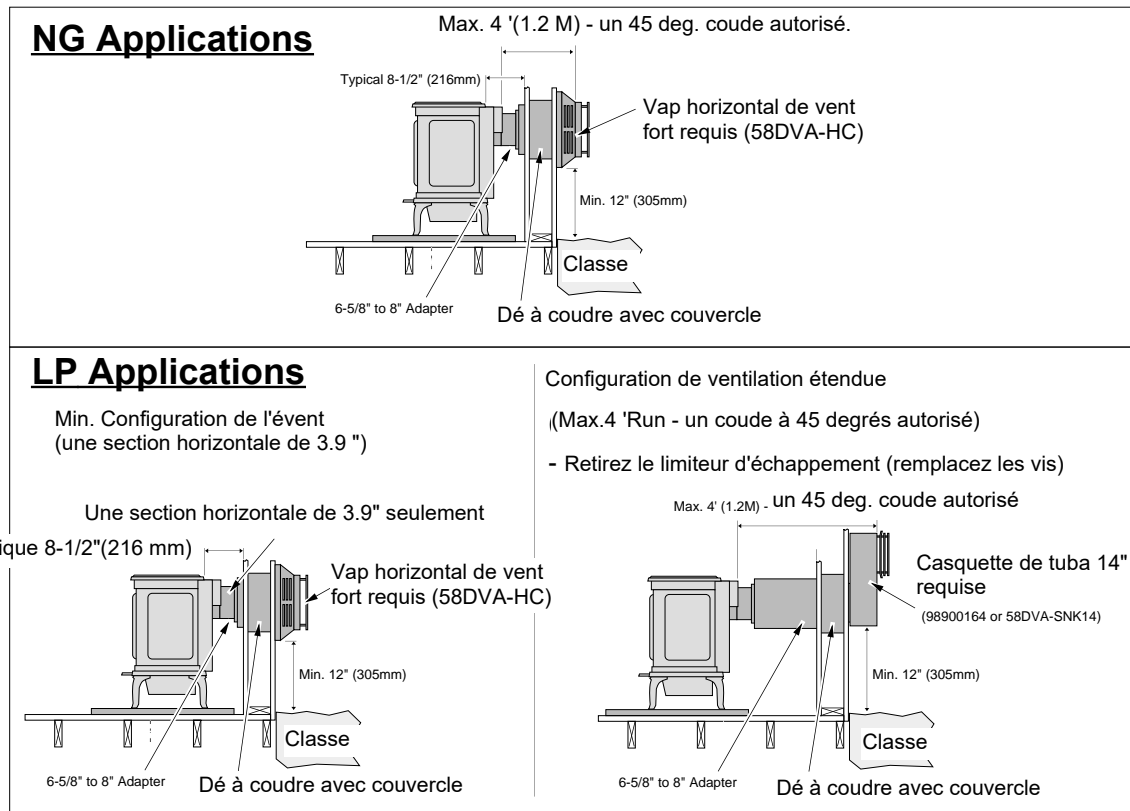 NG Applications
Max. 4 '(1.2 M) - un 45 deg. coude autorisé.
Typical 8-1/2" (216mm)
Vap horizontal de vent
fort requis (58DVA-HC)
Min. 12" (305mm)
Classe
6-5/8" to 8" Adapter
Dé à coudre avec couvercle
LP Applications
Min. Configuration de l'évent
(une section horizontale de 3.9 ")
Une section horizontale de 3.9" seulement
ique 8-1/2"(216 mm)
Vap horizontal de vent
fort requis (58DVA-HC)
Min. 12" (305mm)
Classe
6-5/8" to 8" Adapter
Dé à coudre avec couvercle
Configuration de ventilation étendue
(Max.4 'Run - un coude à 45 degrés autorisé)
- Retirez le limiteur d'échappement (remplacez les vis)
Max. 4' (1.2M) - un 45 deg. coude autorisé
Casquette de tuba 14"
requise
(98900164 or 58DVA-SNK14)
Min. 12" (305mm)
Classe
6-5/8" to 8" Adapter
Dé à coudre avec couvercle